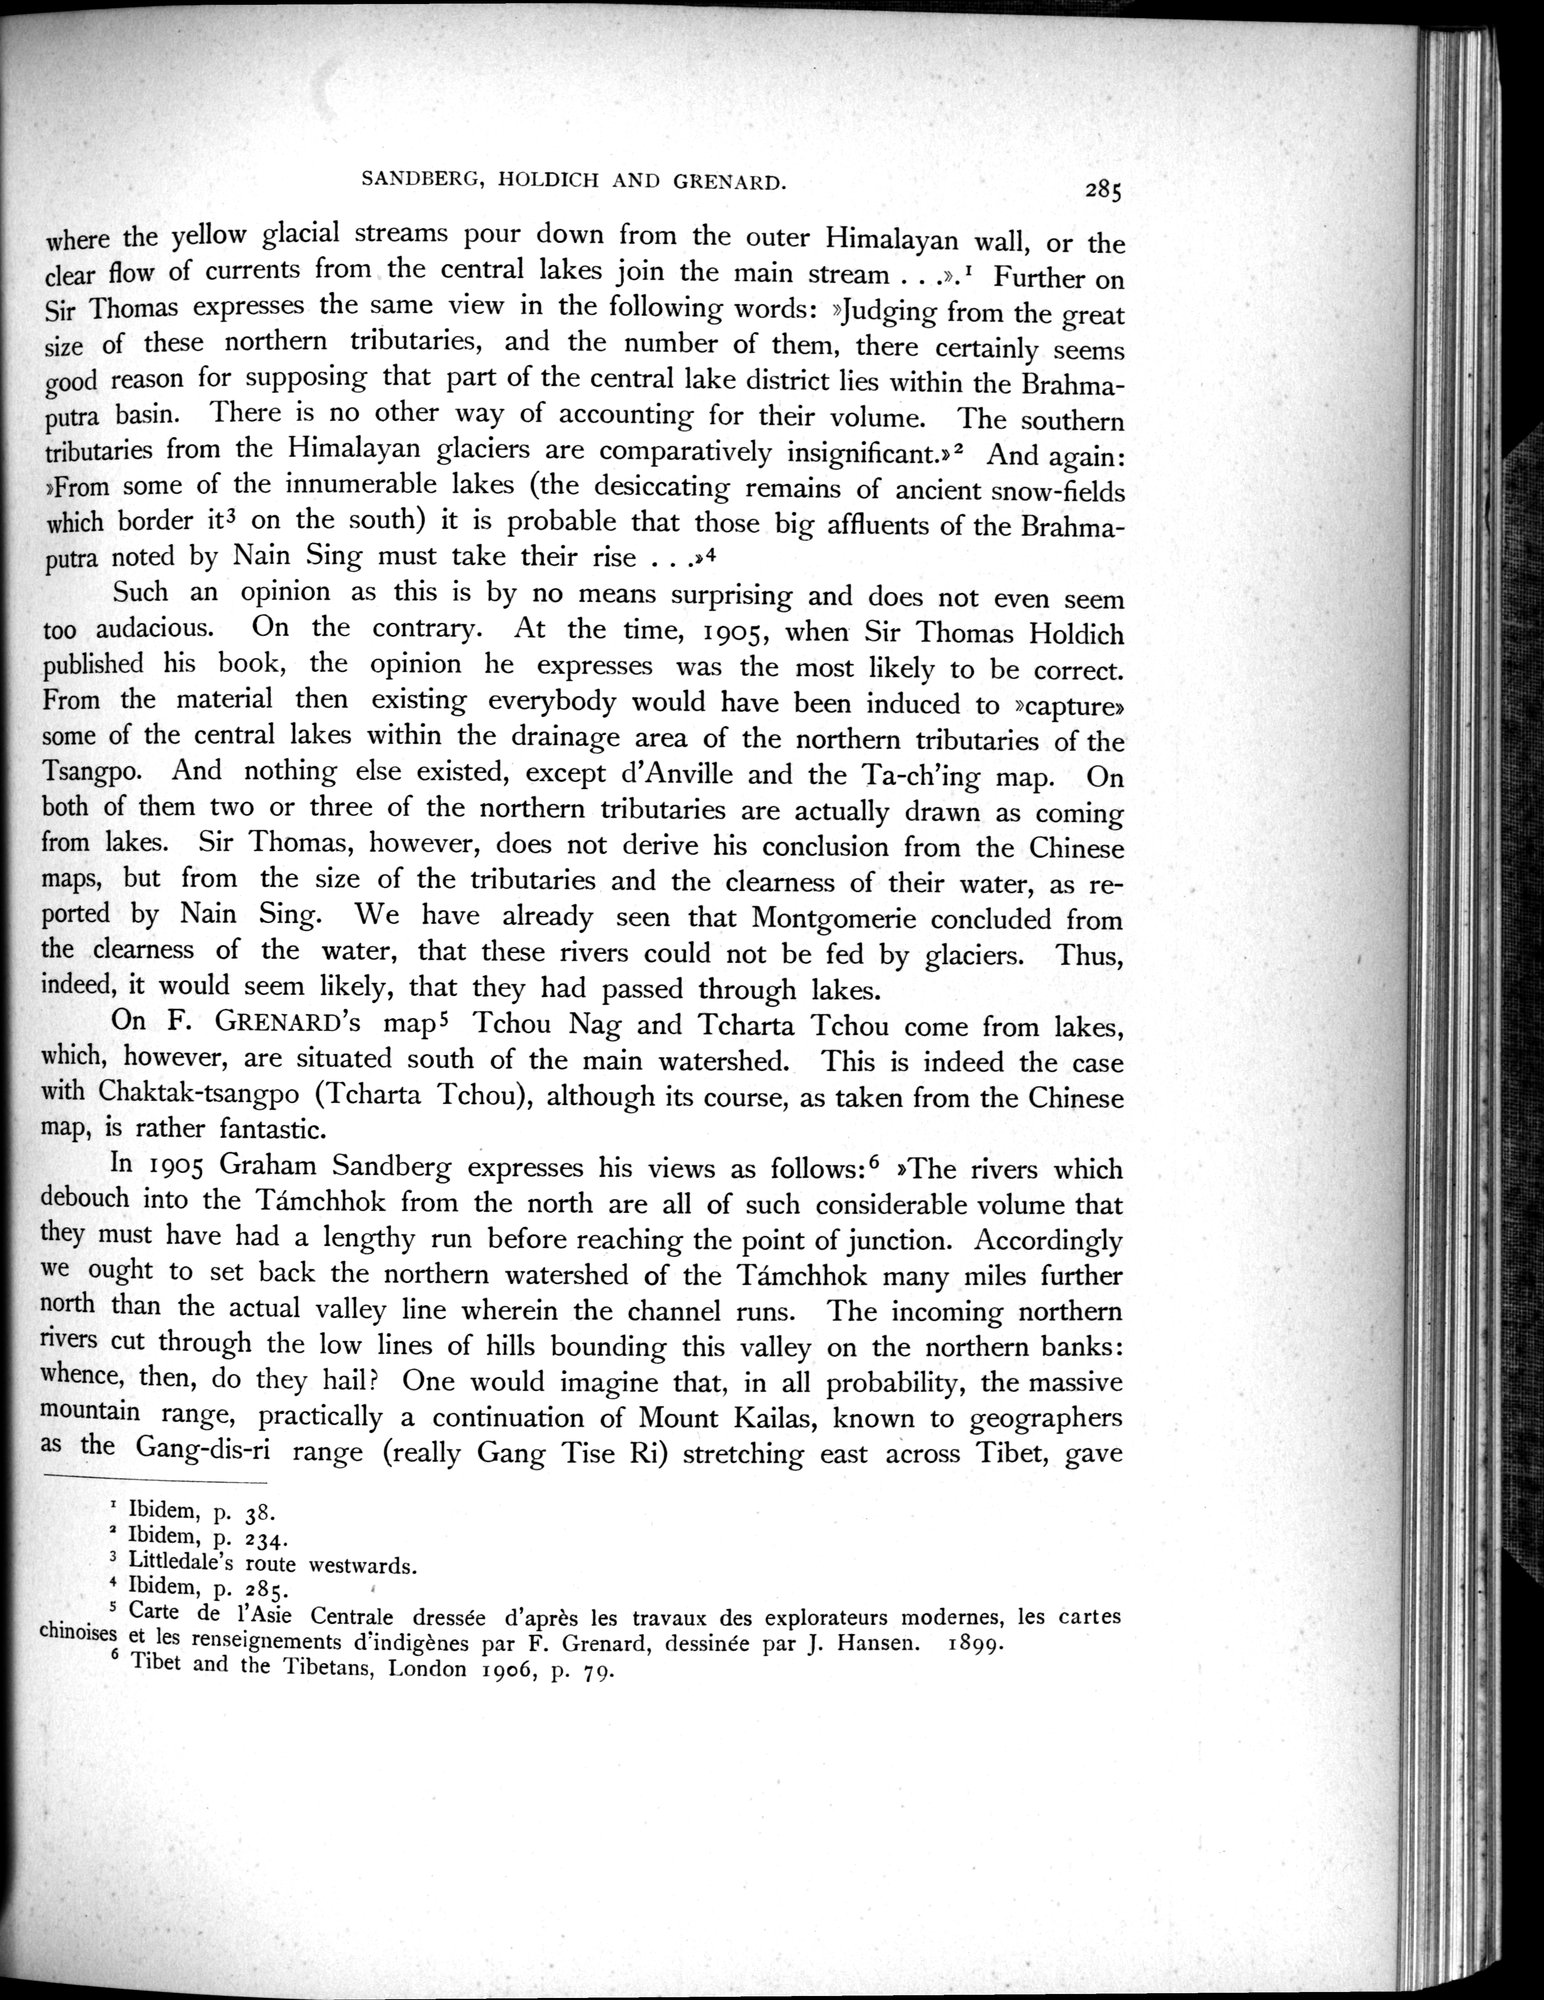 SANDBERG, HOLDICH AND GRENARD.
285
where the yellow glacial streams pour down from the outer Himalayan wall, or the
clear flow of currents from the central lakes join the main stream . . .».¹ Further on
Sir Thomas expresses the same view in the following words: »Judging from the great
size of these northern tributaries, and the number of them, there certainly seems
good reason for supposing that part of the central lake district lies within the Brahma-
putra basin. There is no other way of accounting for their volume. The southern
tributaries from the Himalayan glaciers are comparatively insignificant.»² And again:
»From some of the innumerable lakes (the desiccating remains of ancient snow-fields
which border it³ on the south) it is probable that those big affluents of the Brahma-
putra noted by Nain Sing must take their rise . . .»⁴
Such an opinion as this is by no means surprising and does not even seem
too audacious. On the contrary. At the time, 1905, when Sir Thomas Holdich
published his book, the opinion he expresses was the most likely to be correct.
From the material then existing everybody would have been induced to »capture»
some of the central lakes within the drainage area of the northern tributaries of the
Tsangpo. And nothing else existed, except d'Anville and the Ta-ch'ing map. On
both of them two or three of the northern tributaries are actually drawn as coming
from lakes. Sir Thomas, however, does not derive his conclusion from the Chinese
maps, but from the size of the tributaries and the clearness of their water, as re-
ported by Nain Sing. We have already seen that Montgomerie concluded from
the clearness of the water, that these rivers could not be fed by glaciers. Thus,
indeed, it would seem likely, that they had passed through lakes.
On F. GRENARD's map⁵ Tchou Nag and Tcharta Tchou come from lakes,
which, however, are situated south of the main watershed. This is indeed the case
with Chaktak-tsangpo (Tcharta Tchou), although its course, as taken from the Chinese
map, is rather fantastic.
In 1905 Graham Sandberg expresses his views as follows:⁶ »The rivers which
debouch into the Támchhok from the north are all of such considerable volume that
they must have had a lengthy run before reaching the point of junction. Accordingly
we ought to set back the northern watershed of the Támchhok many miles further
north than the actual valley line wherein the channel runs. The incoming northern
rivers cut through the low lines of hills bounding this valley on the northern banks:
whence, then, do they hail? One would imagine that, in all probability, the massive
mountain range, practically a continuation of Mount Kailas, known to geographers
as the Gang-dis-ri range (really Gang Tise Ri) stretching east across Tibet, gave
¹ Ibidem, p. 38.
² Ibidem, p. 234.
³ Littledale's route westwards.
⁴ Ibidem, p. 285.
⁵ Carte de l'Asie Centrale dressée d'après les travaux des explorateurs modernes, les cartes
chinoises et les renseignements d'indigènes par F. Grenard, dessinée par J. Hansen. 1899.
⁶ Tibet and the Tibetans, London 1906, p. 79.